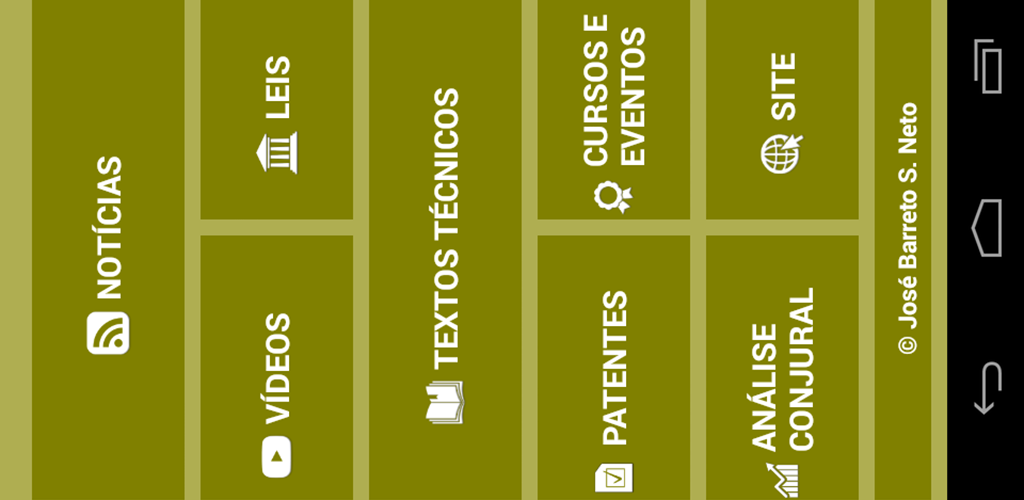 NOTÍCIAS
VÍDEOS
LEIS
TEXTOS TÉCNICOS
PATENTES
CURSOS E
EVENTOS
ANÁLISE
CONJURAL
SITE
© José Barreto S. Neto